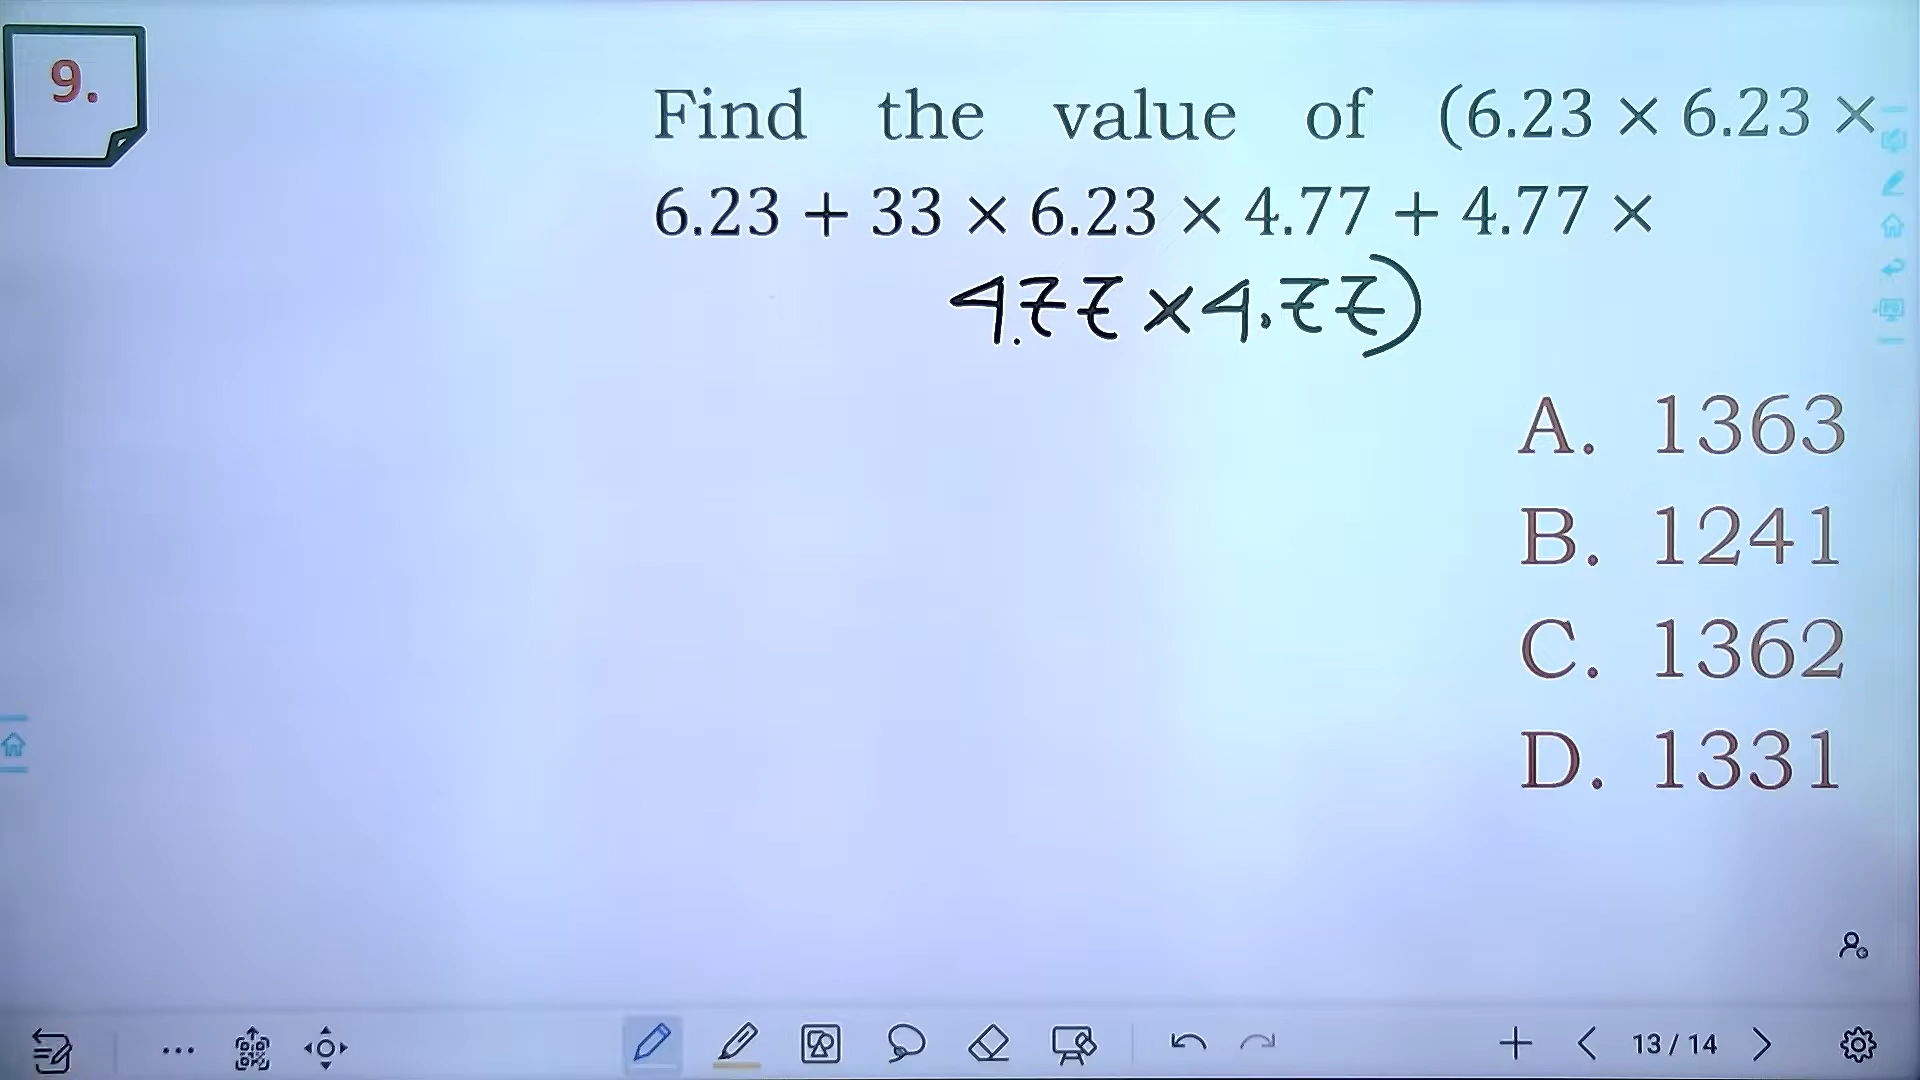 9.
Find the value of (6.23 × 6.23 ×
6.23 + 33 × 6.23 × 4.77 + 4.77 ×
4.77 × 4.77)
A. 1363
B. 1241
C. 1362
D. 1331
13 / 14